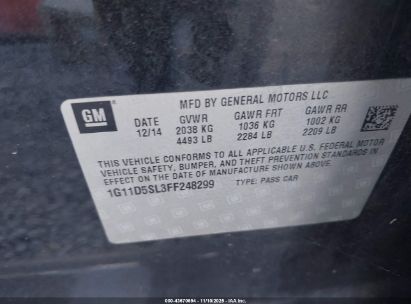 GM
MFD BY GENERAL MOTORS LLC
DATE GVWR GAWR FRT GAWR RR
12/14 2038 KG 1036 KG 1002 KG
4493 LB 2284 LB 2209 LB
THIS VEHICLE CONFORMS TO ALL APPLICABLE U.S. FEDERAL MOTOR
VEHICLE SAFETY, BUMPER, AND THEFT PREVENTION STANDARDS IN
EFFECT ON THE DATE OF MANUFACTURE SHOWN ABOVE.
1G11D5SL3FF248299 TYPE: PASS CAR